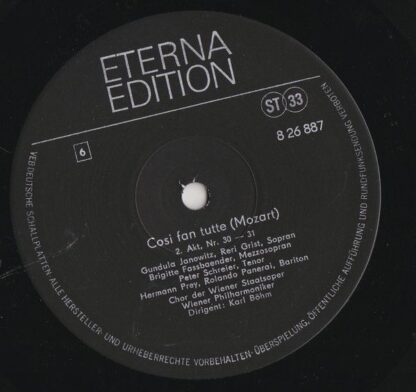 ETERNA
EDITION
ST 33
8 26 887
6
Così fan tutte (Mozart)
2. Akt, Nr. 30 — 31
Gundula Janowitz, Reri Grist, Sopran
Brigitte Fassbaender, Mezzosopran
Peter Schreier, Tenor
Hermann Prey, Rolando Panerai, Bariton
Chor der Wiener Staatsoper
Wiener Philharmoniker
Dirigent: Karl Böhm
VEB DEUTSCHE SCHALLPLATTEN · ALLE HERSTELLER- UND URHEBERRECHTE VORBEHALTEN · ÜBERSPIELUNG, ÖFFENTLICHE AUFFÜHRUNG UND RUNDFUNKSENDUNG VERBOTEN